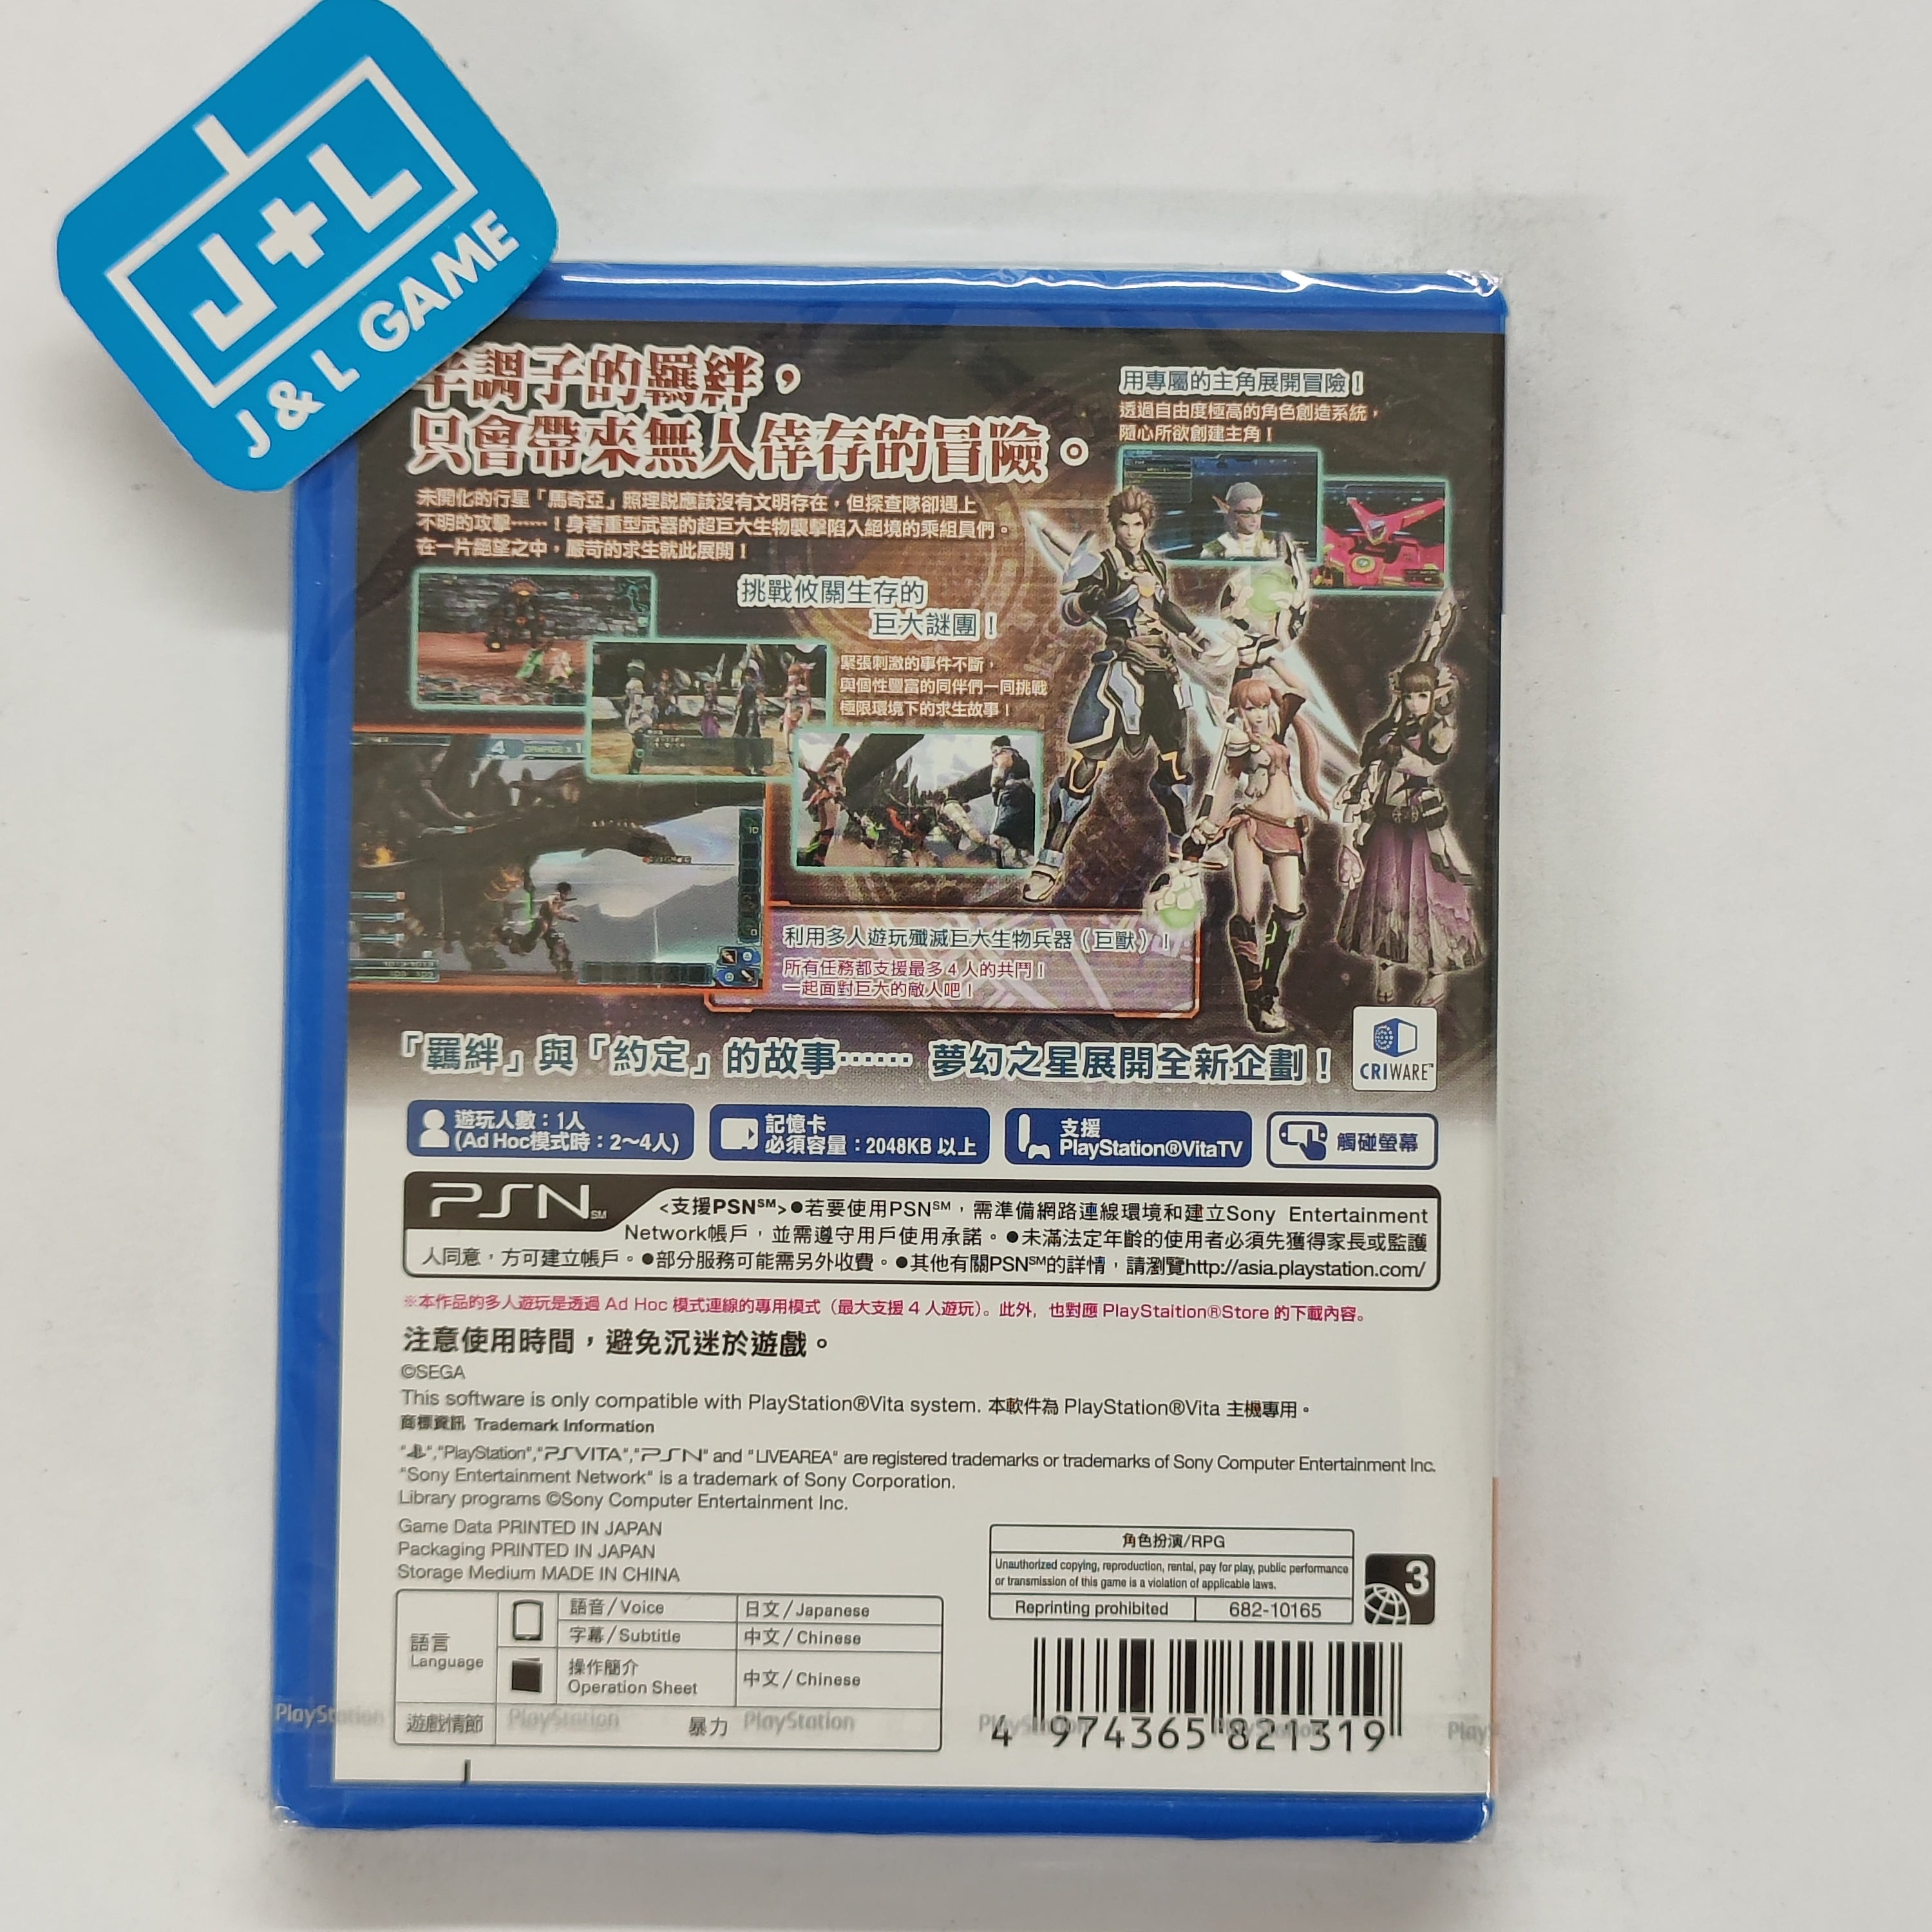 J+L
J & L GAME
半調子的羈絆，
只會帶來無人倖存的冒險。
未開化的行星「馬奇亞」照理說應該沒有文明存在，但探查隊卻遇上
不明的攻擊……！身著重型武器的超巨大生物襲擊陷入絕境的乘組員們。
在一片絕望之中，嚴苛的求生就此展開！
用專屬的主角展開冒險！
透過自由度極高的角色創造系統，
隨心所欲創建主角！
挑戰攸關生存的
巨大謎團！
緊張刺激的事件不斷，
與個性豐富的同伴們一同挑戰
極限環境下的求生故事！
利用多人遊玩殲滅巨大生物兵器（巨獸）！
所有任務都支援最多4人的共鬥！
一起面對巨大的敵人吧！
「羈絆」與「約定」的故事…… 夢幻之星展開全新企劃！
CRIWARE™
遊玩人數：1人
(Ad Hoc模式時：2～4人)
記憶卡
必須容量：2048KB 以上
支援
PlayStation®VitaTV
觸碰螢幕
PSN℠
<支援PSN℠>●若要使用PSN℠，需準備網路連線環境和建立Sony Entertainment
Network帳戶，並需遵守用戶使用承諾。●未滿法定年齡的使用者必須先獲得家長或監護
人同意，方可建立帳戶。●部分服務可能需另外收費。●其他有關PSN℠的詳情，請瀏覽http://asia.playstation.com/
※本作品的多人遊玩是透過 Ad Hoc 模式連線的專用模式（最大支援 4 人遊玩）。此外，也對應 PlayStaition®Store 的下載內容。
注意使用時間，避免沉迷於遊戲。
©SEGA
This software is only compatible with PlayStation®Vita system. 本軟件為 PlayStation®Vita 主機專用。
商標資訊 Trademark Information
"","PlayStation","PSVITA","PSN" and "LIVEAREA" are registered trademarks or trademarks of Sony Computer Entertainment Inc.
"Sony Entertainment Network" is a trademark of Sony Corporation.
Library programs ©Sony Computer Entertainment Inc.
Game Data PRINTED IN JAPAN
Packaging PRINTED IN JAPAN
Storage Medium MADE IN CHINA
語言
Language
語音/Voice 日文/Japanese
字幕/Subtitle 中文/Chinese
操作簡介
Operation Sheet
中文/Chinese
遊戲情節 暴力
角色扮演/RPG
Unauthorized copying, reproduction, rental, pay for play, public performance
or transmission of this game is a violation of applicable laws.
Reprinting prohibited 682-10165
3
4 974365 821319
PlayStation PlayStation PlayStation PlayStation PlayStation